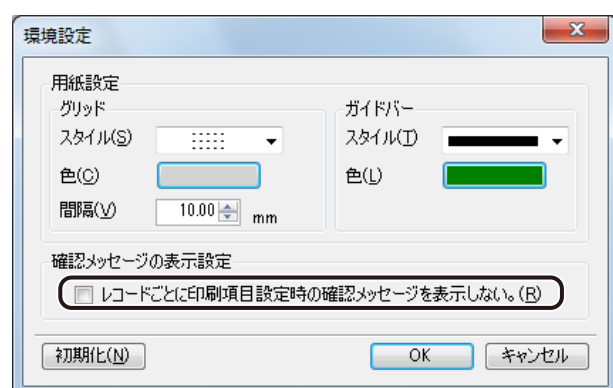 環境設定
用紙設定
グリッド
スタイル(S)
色(C)
間隔(V) 10.00 mm
ガイドバー
スタイル(T)
色(L)
確認メッセージの表示設定
レコードごとに印刷項目設定時の確認メッセージを表示しない。(R)
初期化(N) OK キャンセル